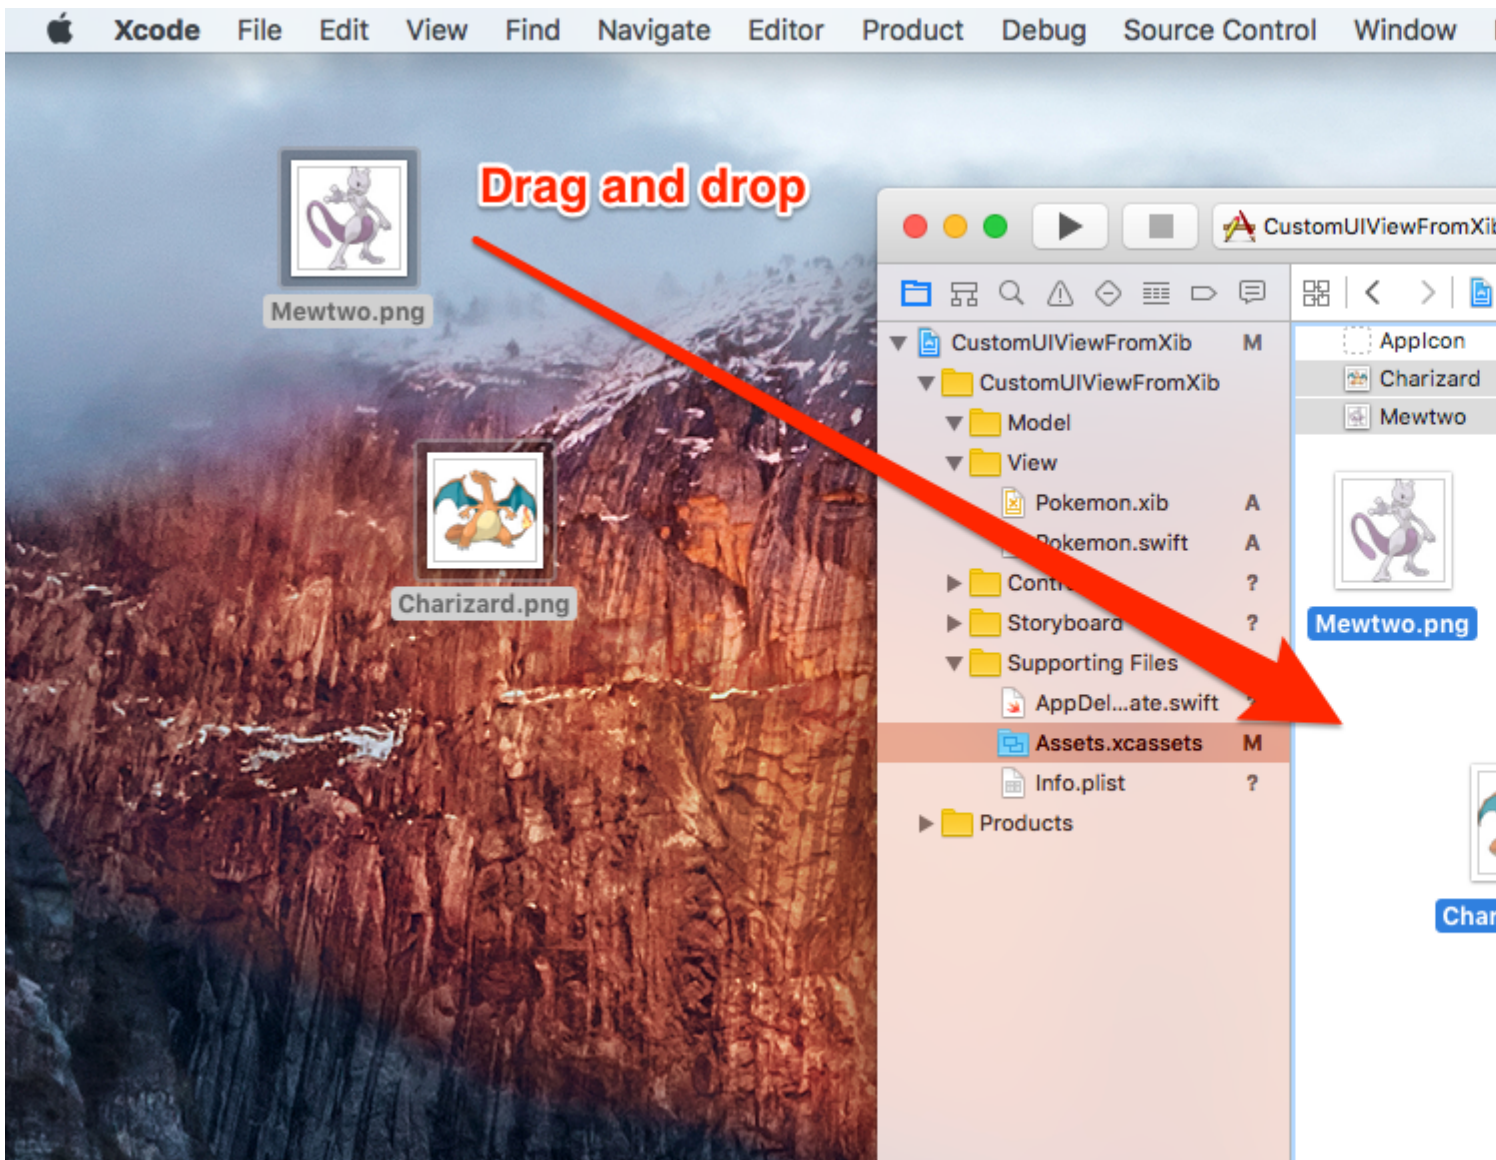 Xcode File Edit View Find Navigate Editor Product Debug Source Control Window
Drag and drop
Mewtwo.png
Charizard.png
CustomUIViewFromXib
CustomUIViewFromXib M
CustomUIViewFromXib
Model
View
Pokemon.xib A
Pokemon.swift A
?
Storyboard ?
Supporting Files
AppDel...ate.swift
Assets.xcassets M
Info.plist ?
Products
AppIcon
Charizard
Mewtwo
Mewtwo.png
Char